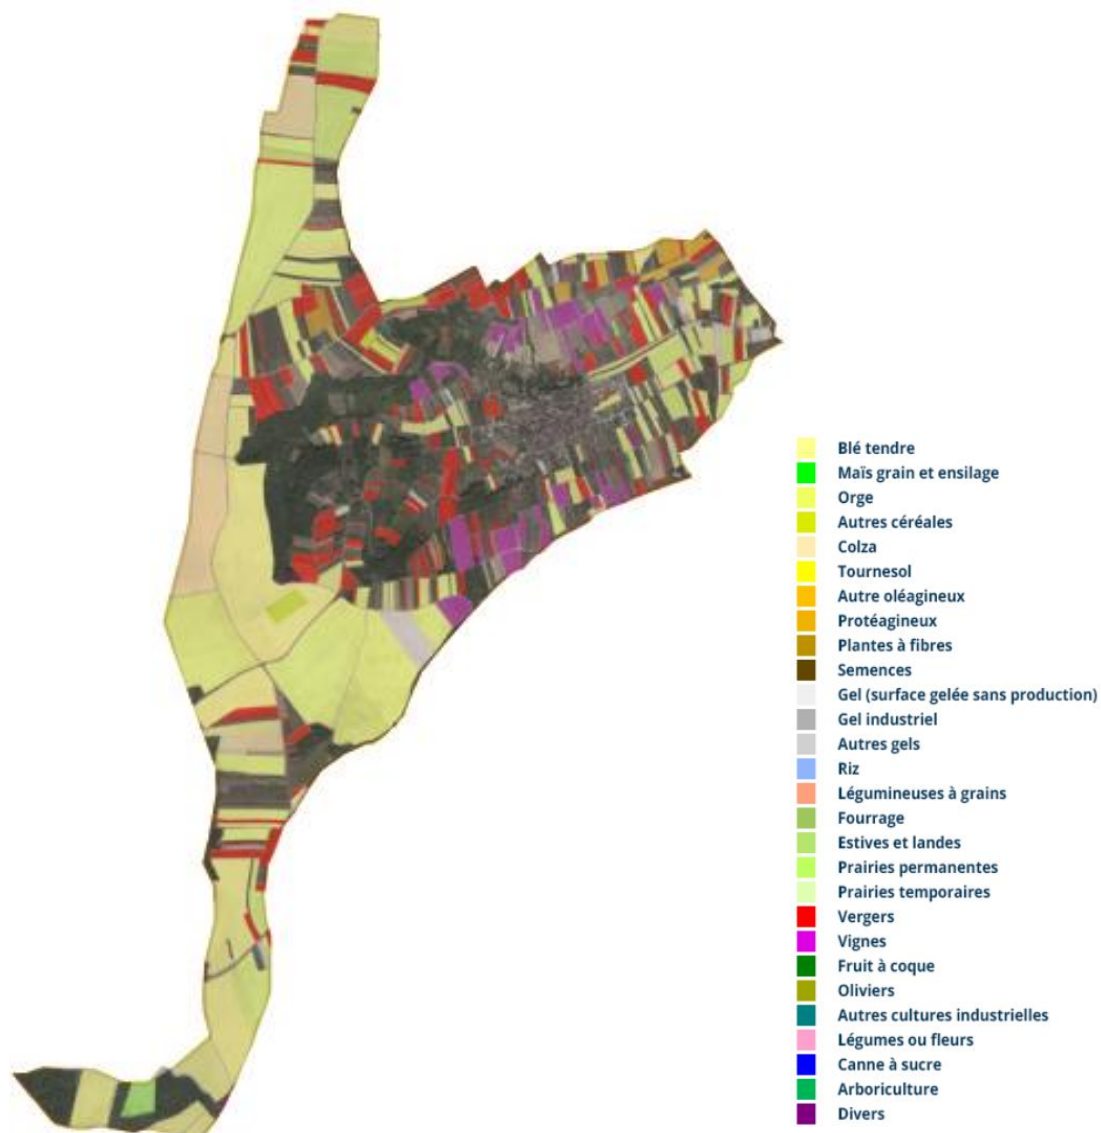 Blé tendre
Maïs grain et ensilage
Orge
Autres céréales
Colza
Tournesol
Autre oléagineux
Protéagineux
Plantes à fibres
Semences
Gel (surface gelée sans production)
Gel industriel
Autres gels
Riz
Légumineuses à grains
Fourrage
Estives et landes
Prairies permanentes
Prairies temporaires
Vergers
Vignes
Fruit à coque
Oliviers
Autres cultures industrielles
Légumes ou fleurs
Canne à sucre
Arboriculture
Divers